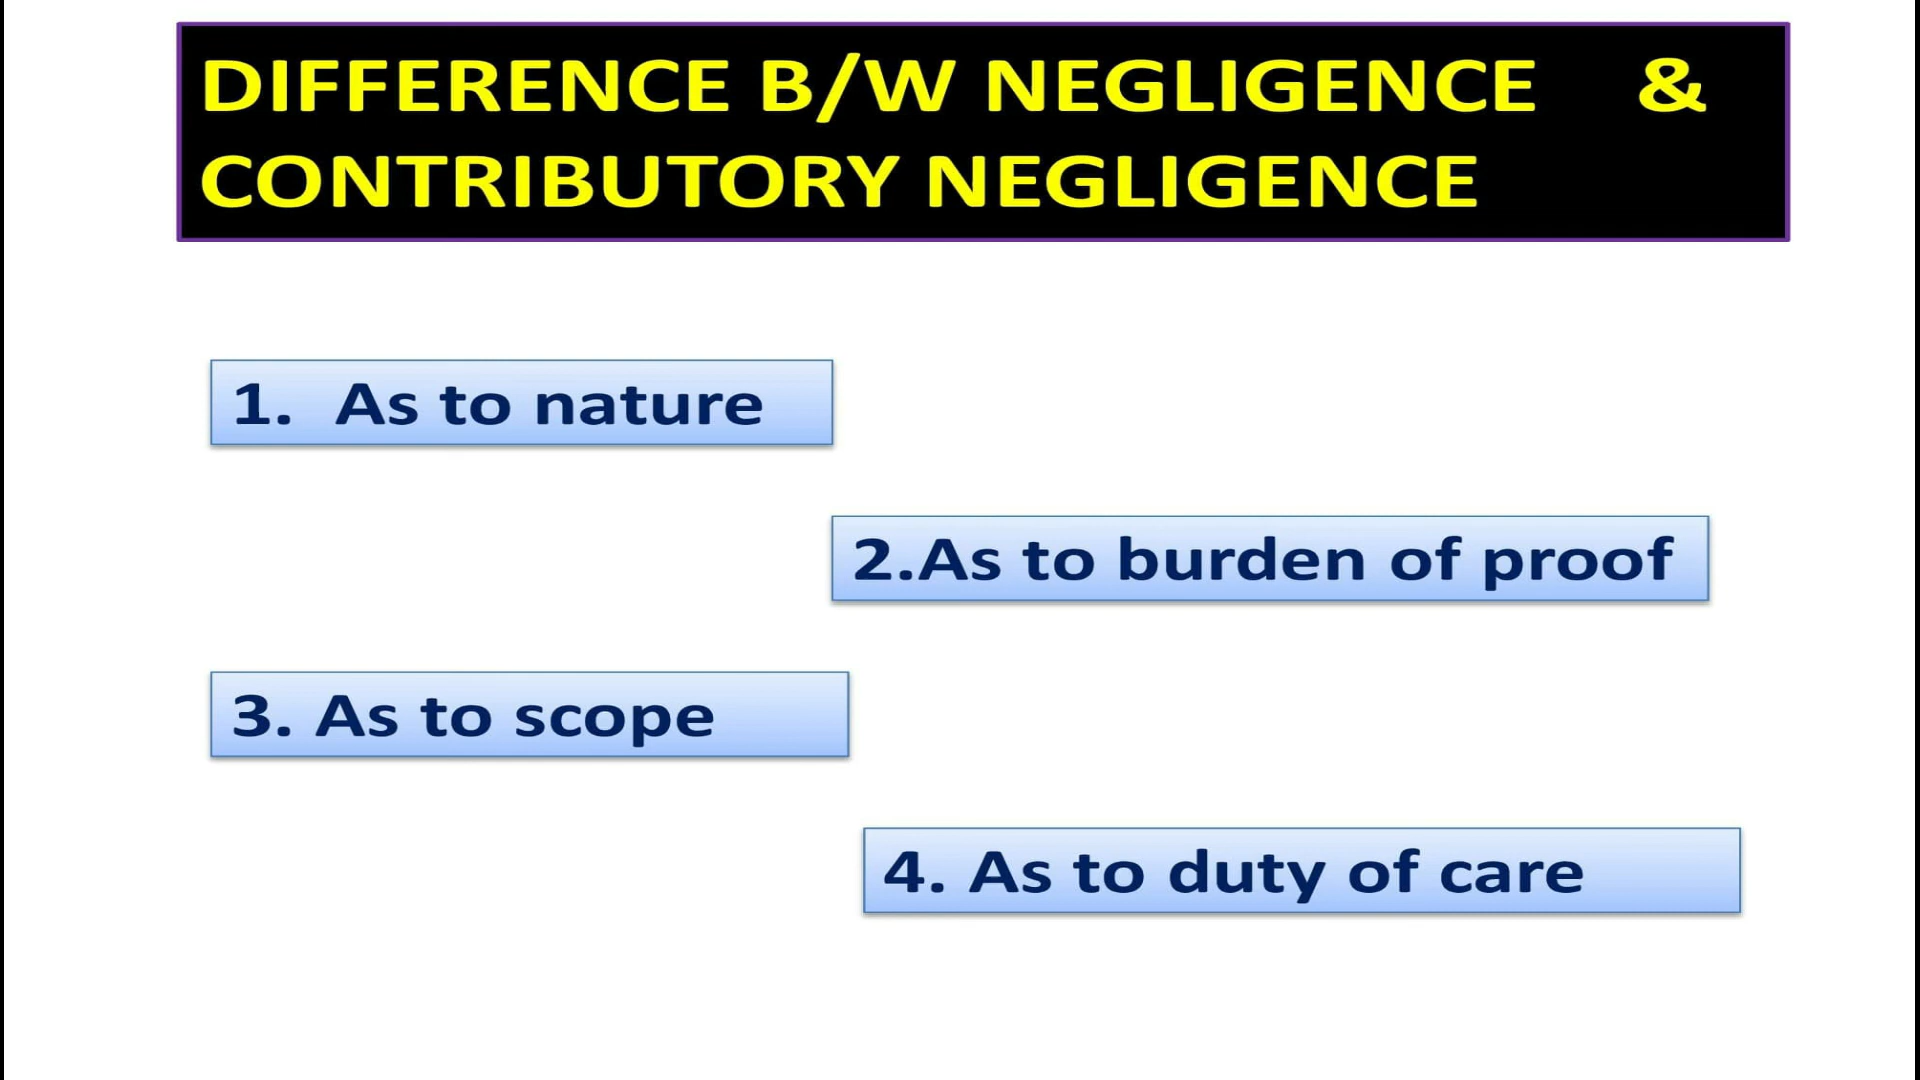 DIFFERENCE B/W NEGLIGENCE &
CONTRIBUTORY NEGLIGENCE
1. As to nature
2.As to burden of proof
3. As to scope
4. As to duty of care